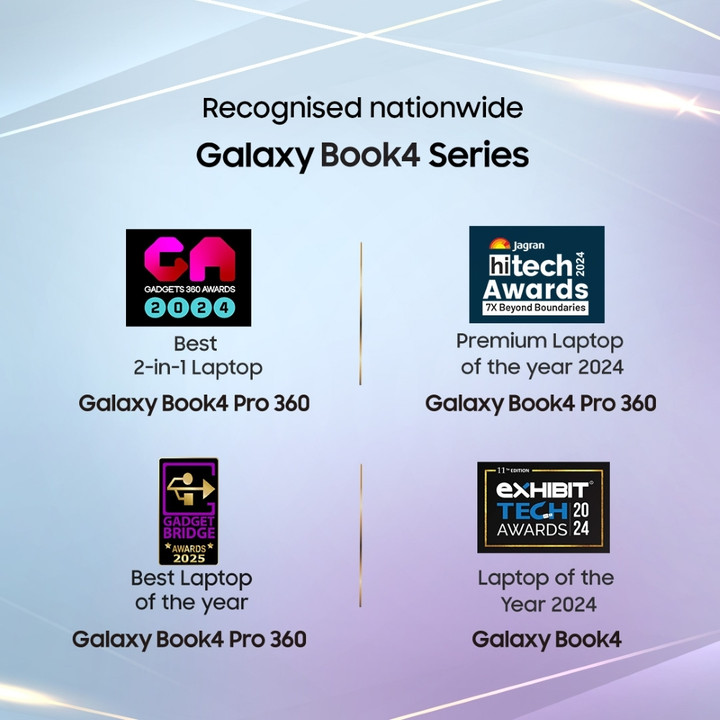 Recognised nationwide
Galaxy Book4 Series
GA
GADGETS 360 AWARDS
2024
Best
2-in-1 Laptop
Galaxy Book4 Pro 360
Jagran
hitech
Awards
2024
7X Beyond Boundaries
Premium Laptop
of the year 2024
Galaxy Book4 Pro 360
GADGET
BRIDGE
AWARDS
2025
Best Laptop
of the year
Galaxy Book4 Pro 360
11TH EDITION
eXHIBIT®
TECH
AWARDS
20
24
Laptop of the
Year 2024
Galaxy Book4